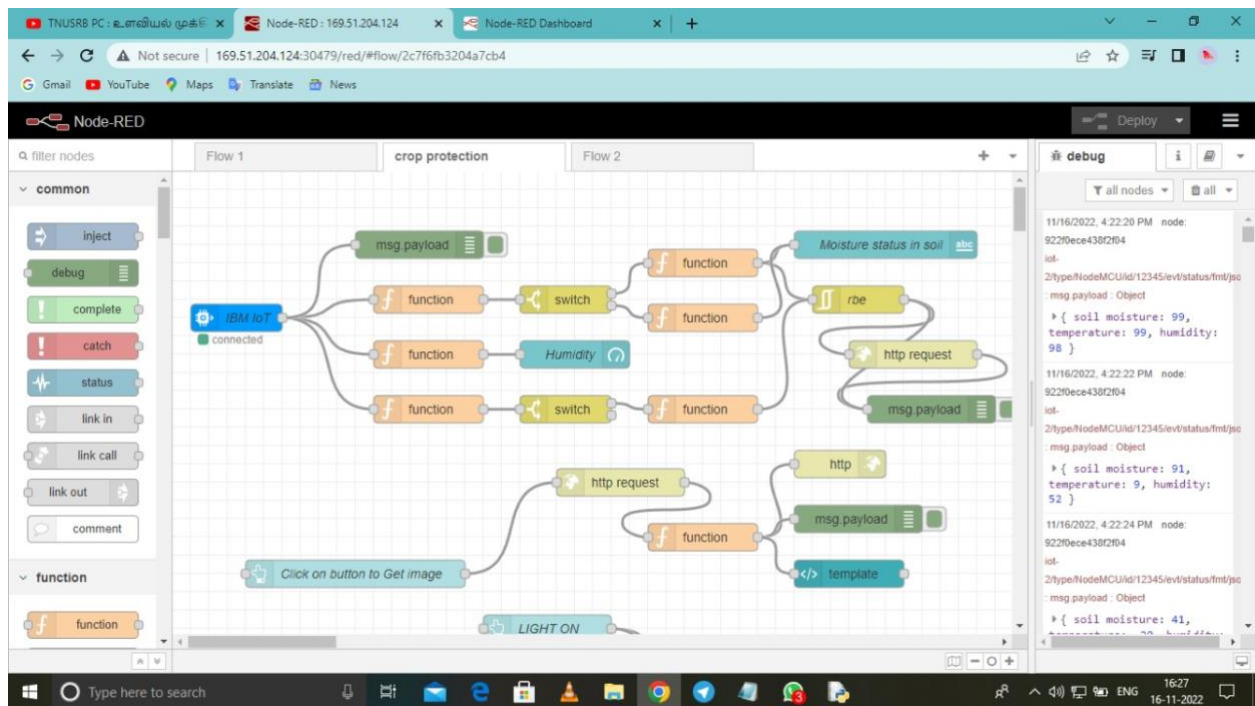 TNUSRB PC : உளவியல் முக்
Node-RED : 169.51.204.124
Node-RED Dashboard
Not secure | 169.51.204.124:30479/red/#flow/2c7f6fb3204a7cb4
Gmail YouTube Maps Translate News
Node-RED
Deploy
filter nodes
Flow 1
crop protection
Flow 2
debug
i
common
all nodes
all
inject
debug
complete
catch
status
link in
link call
link out
comment
function
function
msg.payload
IBM IoT
connected
function
switch
function
function
function
Humidity
function
switch
function
Moisture status in soil
abc
rbe
http request
msg.payload
http request
http
function
msg.payload
template
Click on button to Get image
LIGHT ON
11/16/2022, 4:22:20 PM node:
922f0ece438f2f04
iot-
2/type/NodeMCU/id/12345/evt/status/fmt/jsc
: msg.payload : Object
{ soil moisture: 99,
temperature: 99, humidity:
98 }
11/16/2022, 4:22:22 PM node:
922f0ece438f2f04
iot-
2/type/NodeMCU/id/12345/evt/status/fmt/jsc
: msg.payload : Object
{ soil moisture: 91,
temperature: 9, humidity:
52 }
11/16/2022, 4:22:24 PM node:
922f0ece438f2f04
iot-
2/type/NodeMCU/id/12345/evt/status/fmt/jsc
: msg.payload : Object
{ soil moisture: 41,
Type here to search
3
ENG
16:27
16-11-2022